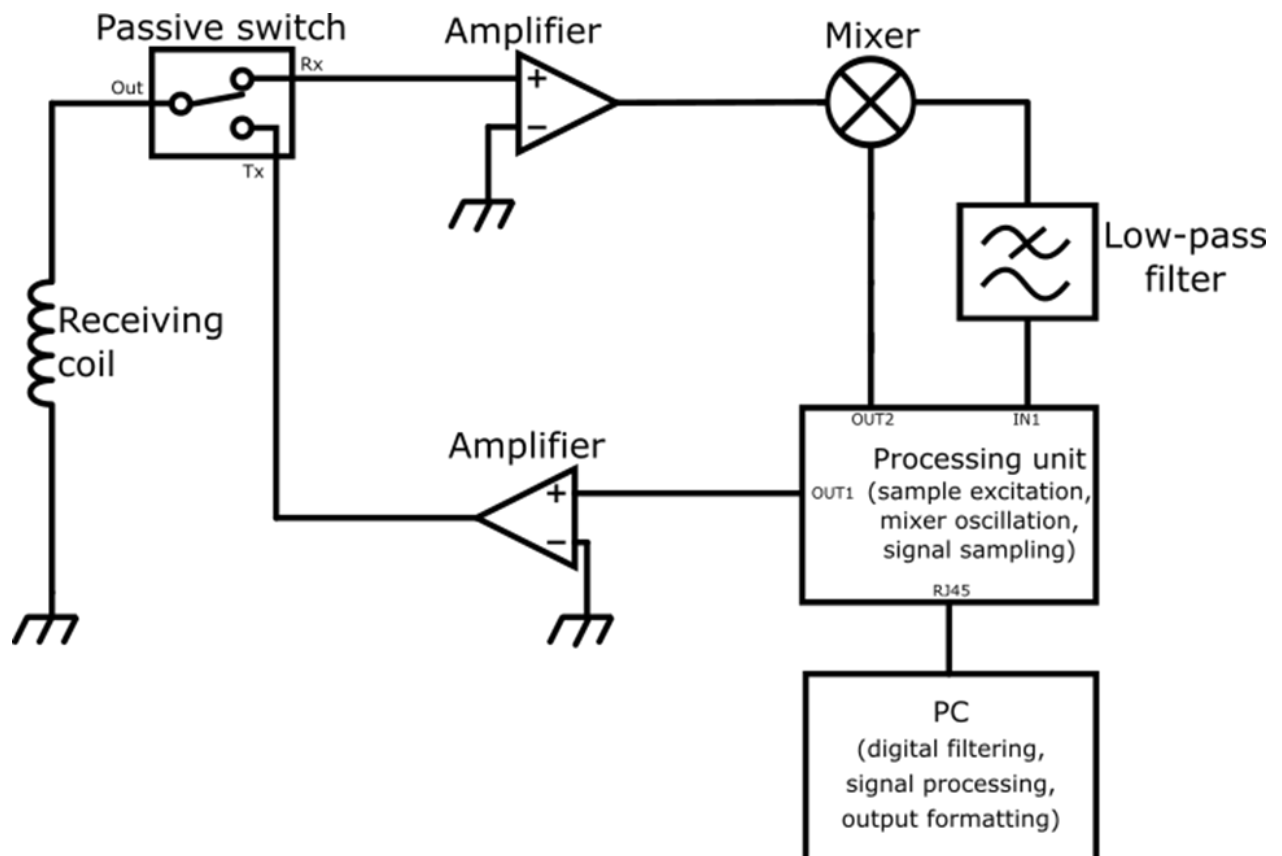 Passive switch
Amplifier
Mixer
Rx
Out
+
−
Tx
Low-pass
filter
Receiving
coil
OUT2
IN1
Amplifier
Processing unit
OUT1
(sample excitation,
mixer oscillation,
signal sampling)
+
−
RJ45
PC
(digital filtering,
signal processing,
output formatting)